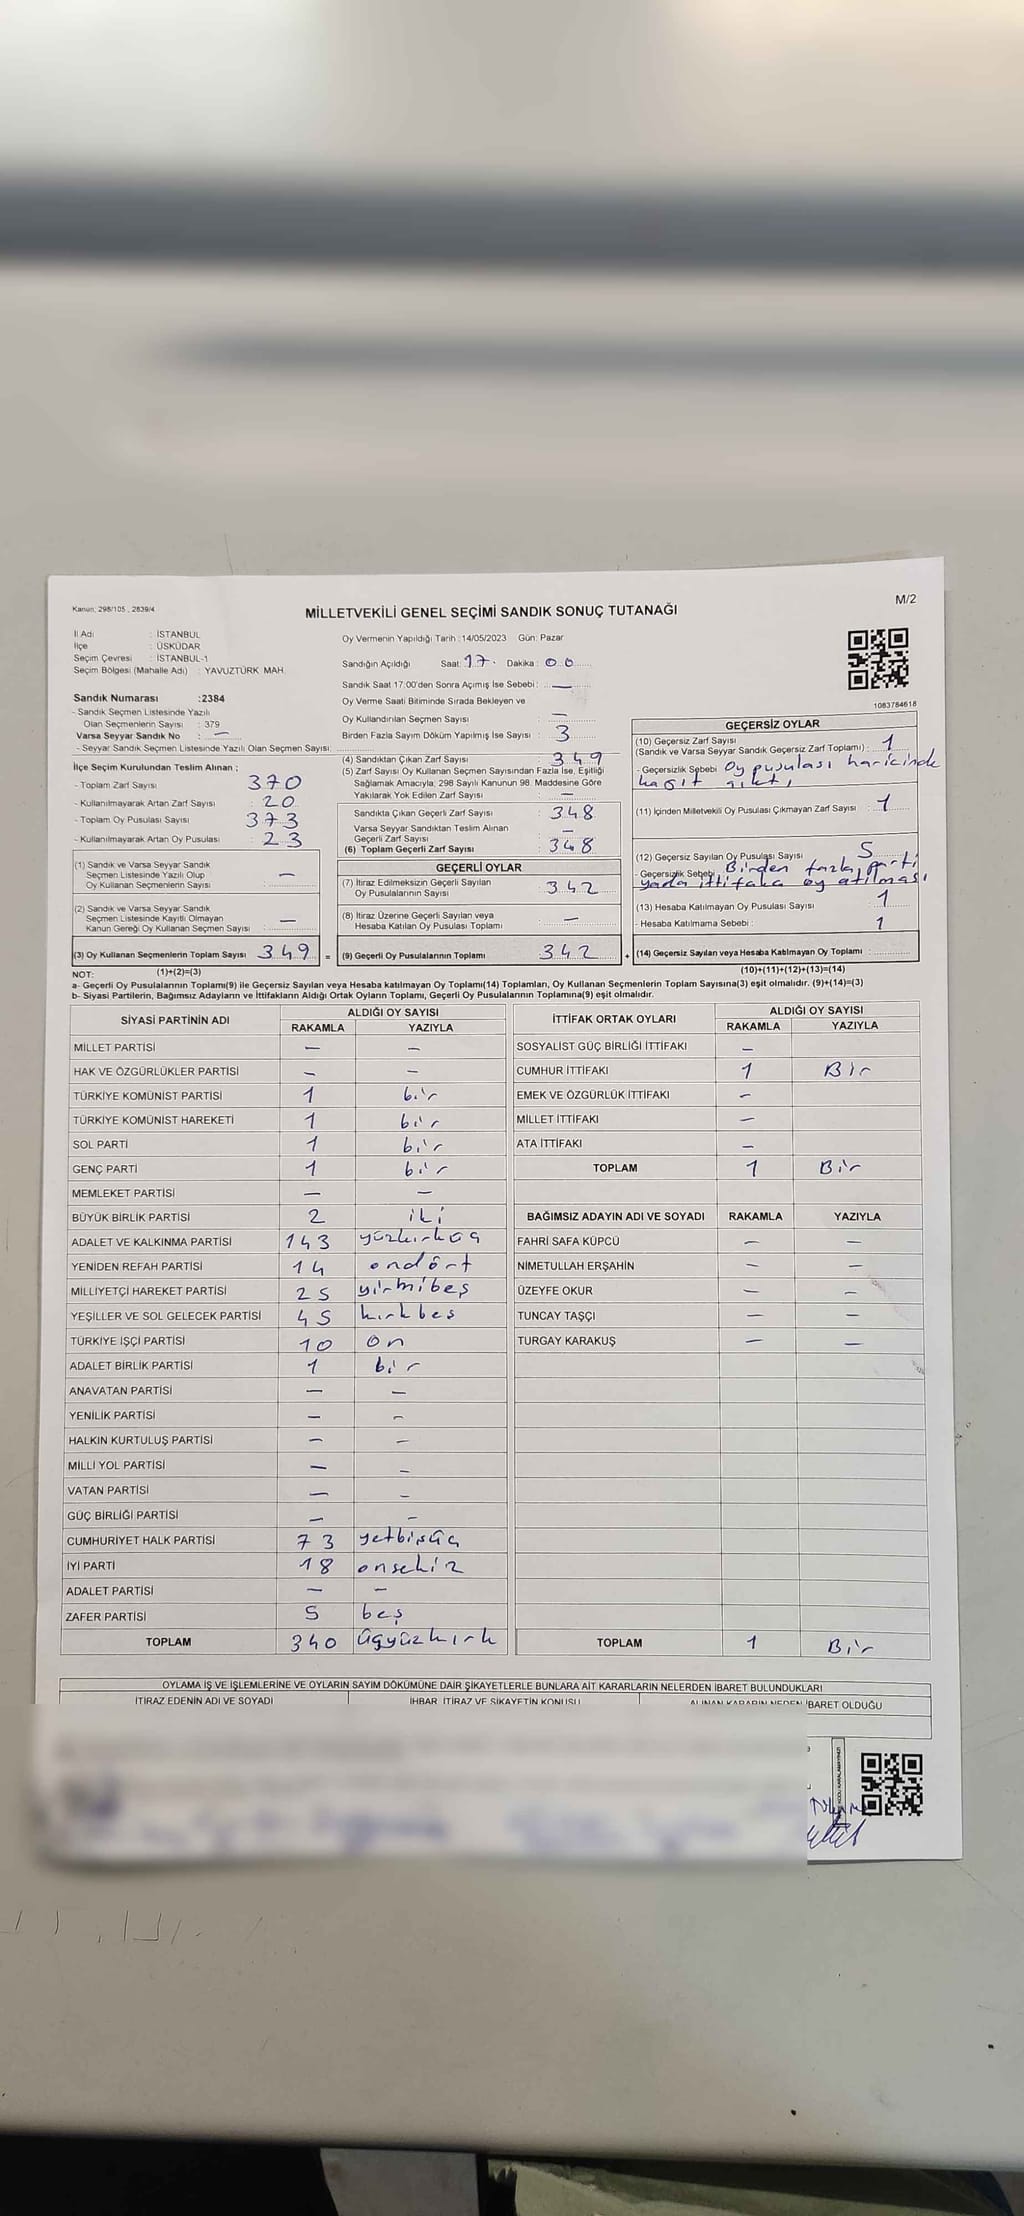 Kanun; 298/105 , 2839/4
MİLLETVEKİLİ GENEL SEÇİMİ SANDIK SONUÇ TUTANAĞI
M/2
İl Adı : İSTANBUL
İlçe : ÜSKÜDAR
Seçim Çevresi : İSTANBUL-1
Seçim Bölgesi (Mahalle Adı) : YAVUZTÜRK MAH.
Sandık Numarası :2384
- Sandık Seçmen Listesinde Yazılı
Olan Seçmenlerin Sayısı : 379
Varsa Seyyar Sandık No : —
- Seyyar Sandık Seçmen Listesinde Yazılı Olan Seçmen Sayısı:
İlçe Seçim Kurulundan Teslim Alınan ;
- Toplam Zarf Sayısı 370
- Kullanılmayarak Artan Zarf Sayısı : 20
- Toplam Oy Pusulası Sayısı 373
- Kullanılmayarak Artan Oy Pusulası : 23
(1) Sandık ve Varsa Seyyar Sandık
Seçmen Listesinde Yazılı Olup
Oy Kullanan Seçmenlerin Sayısı : —
(2) Sandık ve Varsa Seyyar Sandık
Seçmen Listesinde Kayıtlı Olmayan
Kanun Gereği Oy Kullanan Seçmen Sayısı : —
(3) Oy Kullanan Seçmenlerin Toplam Sayısı 349 =
Oy Vermenin Yapıldığı Tarih :14/05/2023 Gün: Pazar
Sandığın Açıldığı Saat: 17. Dakika: 00
Sandık Saat 17:00'den Sonra Açımış İse Sebebi : —
Oy Verme Saati Bitiminde Sırada Bekleyen ve
Oy Kullandırılan Seçmen Sayısı : —
Birden Fazla Sayım Döküm Yapılmış İse Sayısı : 3
(4) Sandıktan Çıkan Zarf Sayısı : 349
(5) Zarf Sayısı Oy Kullanan Seçmen Sayısından Fazla İse, Eşitliği
Sağlamak Amacıyla, 298 Sayılı Kanunun 98. Maddesine Göre
Yakılarak Yok Edilen Zarf Sayısı : —
Sandıkta Çıkan Geçerli Zarf Sayısı : 348
Varsa Seyyar Sandıktan Teslim Alınan
Geçerli Zarf Sayısı : —
(6) Toplam Geçerli Zarf Sayısı : 348
GEÇERLİ OYLAR
(7) İtiraz Edilmeksizin Geçerli Sayılan
Oy Pusulalarının Sayısı : 342
(8) İtiraz Üzerine Geçerli Sayılan veya
Hesaba Katılan Oy Pusulası Toplamı : —
(9) Geçerli Oy Pusulalarının Toplamı : 342 +
1083784618
GEÇERSİZ OYLAR
(10) Geçersiz Zarf Sayısı
(Sandık ve Varsa Seyyar Sandık Geçersiz Zarf Toplamı) : 1
- Geçersizlik Sebebi Oy pusulası haricinde
kağıt çıktı
(11) İçinden Milletvekili Oy Pusulası Çıkmayan Zarf Sayısı : 1
(12) Geçersiz Sayılan Oy Pusulası Sayısı 5
- Geçersizlik Sebebi Birden fazla parti
yada ittifaka oy atılması
(13) Hesaba Katılmayan Oy Pusulası Sayısı : 1
- Hesaba Katılmama Sebebi : 1
(14) Geçersiz Sayılan veya Hesaba Katılmayan Oy Toplamı :
NOT: (1)+(2)=(3) (10)+(11)+(12)+(13)=(14)
a- Geçerli Oy Pusulalarının Toplamı(9) ile Geçersiz Sayılan veya Hesaba katılmayan Oy Toplamı(14) Toplamları, Oy Kullanan Seçmenlerin Toplam Sayısına(3) eşit olmalıdır. (9)+(14)=(3)
b- Siyasi Partilerin, Bağımsız Adayların ve İttifakların Aldığı Ortak Oyların Toplamı, Geçerli Oy Pusulalarının Toplamına(9) eşit olmalıdır.
SİYASİ PARTİNİN ADI ALDIĞI OY SAYISI
RAKAMLA YAZIYLA
MİLLET PARTİSİ — —
HAK VE ÖZGÜRLÜKLER PARTİSİ — —
TÜRKİYE KOMÜNİST PARTİSİ 1 bir
TÜRKİYE KOMÜNİST HAREKETİ 1 bir
SOL PARTİ 1 bir
GENÇ PARTİ 1 bir
MEMLEKET PARTİSİ — —
BÜYÜK BİRLİK PARTİSİ 2 iki
ADALET VE KALKINMA PARTİSİ 143 yüzkırküç
YENİDEN REFAH PARTİSİ 14 ondört
MİLLİYETÇİ HAREKET PARTİSİ 25 yirmibeş
YEŞİLLER VE SOL GELECEK PARTİSİ 45 kırkbeş
TÜRKİYE İŞÇİ PARTİSİ 10 on
ADALET BİRLİK PARTİSİ 1 bir
ANAVATAN PARTİSİ — —
YENİLİK PARTİSİ — —
HALKIN KURTULUŞ PARTİSİ — —
MİLLİ YOL PARTİSİ — —
VATAN PARTİSİ — —
GÜÇ BİRLİĞİ PARTİSİ — —
CUMHURİYET HALK PARTİSİ 73 yetbişüç
İYİ PARTİ 18 onsekiz
ADALET PARTİSİ — —
ZAFER PARTİSİ 5 beş
TOPLAM 340 üçyüzkırk
İTTİFAK ORTAK OYLARI ALDIĞI OY SAYISI
RAKAMLA YAZIYLA
SOSYALİST GÜÇ BİRLİĞİ İTTİFAKI —
CUMHUR İTTİFAKI 1 Bir
EMEK VE ÖZGÜRLÜK İTTİFAKI —
MİLLET İTTİFAKI —
ATA İTTİFAKI —
TOPLAM 1 Bir
BAĞIMSIZ ADAYIN ADI VE SOYADI RAKAMLA YAZIYLA
FAHRİ SAFA KÜPCÜ — —
NİMETULLAH ERŞAHİN — —
ÜZEYFE OKUR — —
TUNCAY TAŞÇI — —
TURGAY KARAKUŞ — —
TOPLAM 1 Bir
OYLAMA İŞ VE İŞLEMLERİNE VE OYLARIN SAYIM DÖKÜMÜNE DAİR ŞİKAYETLERLE BUNLARA AİT KARARLARIN NELERDEN İBARET BULUNDUKLARI
İTİRAZ EDENİN ADI VE SOYADI İHBAR, İTİRAZ VE ŞİKAYETİN KONUSU ALINAN KARARIN NEDEN İBARET OLDUĞU